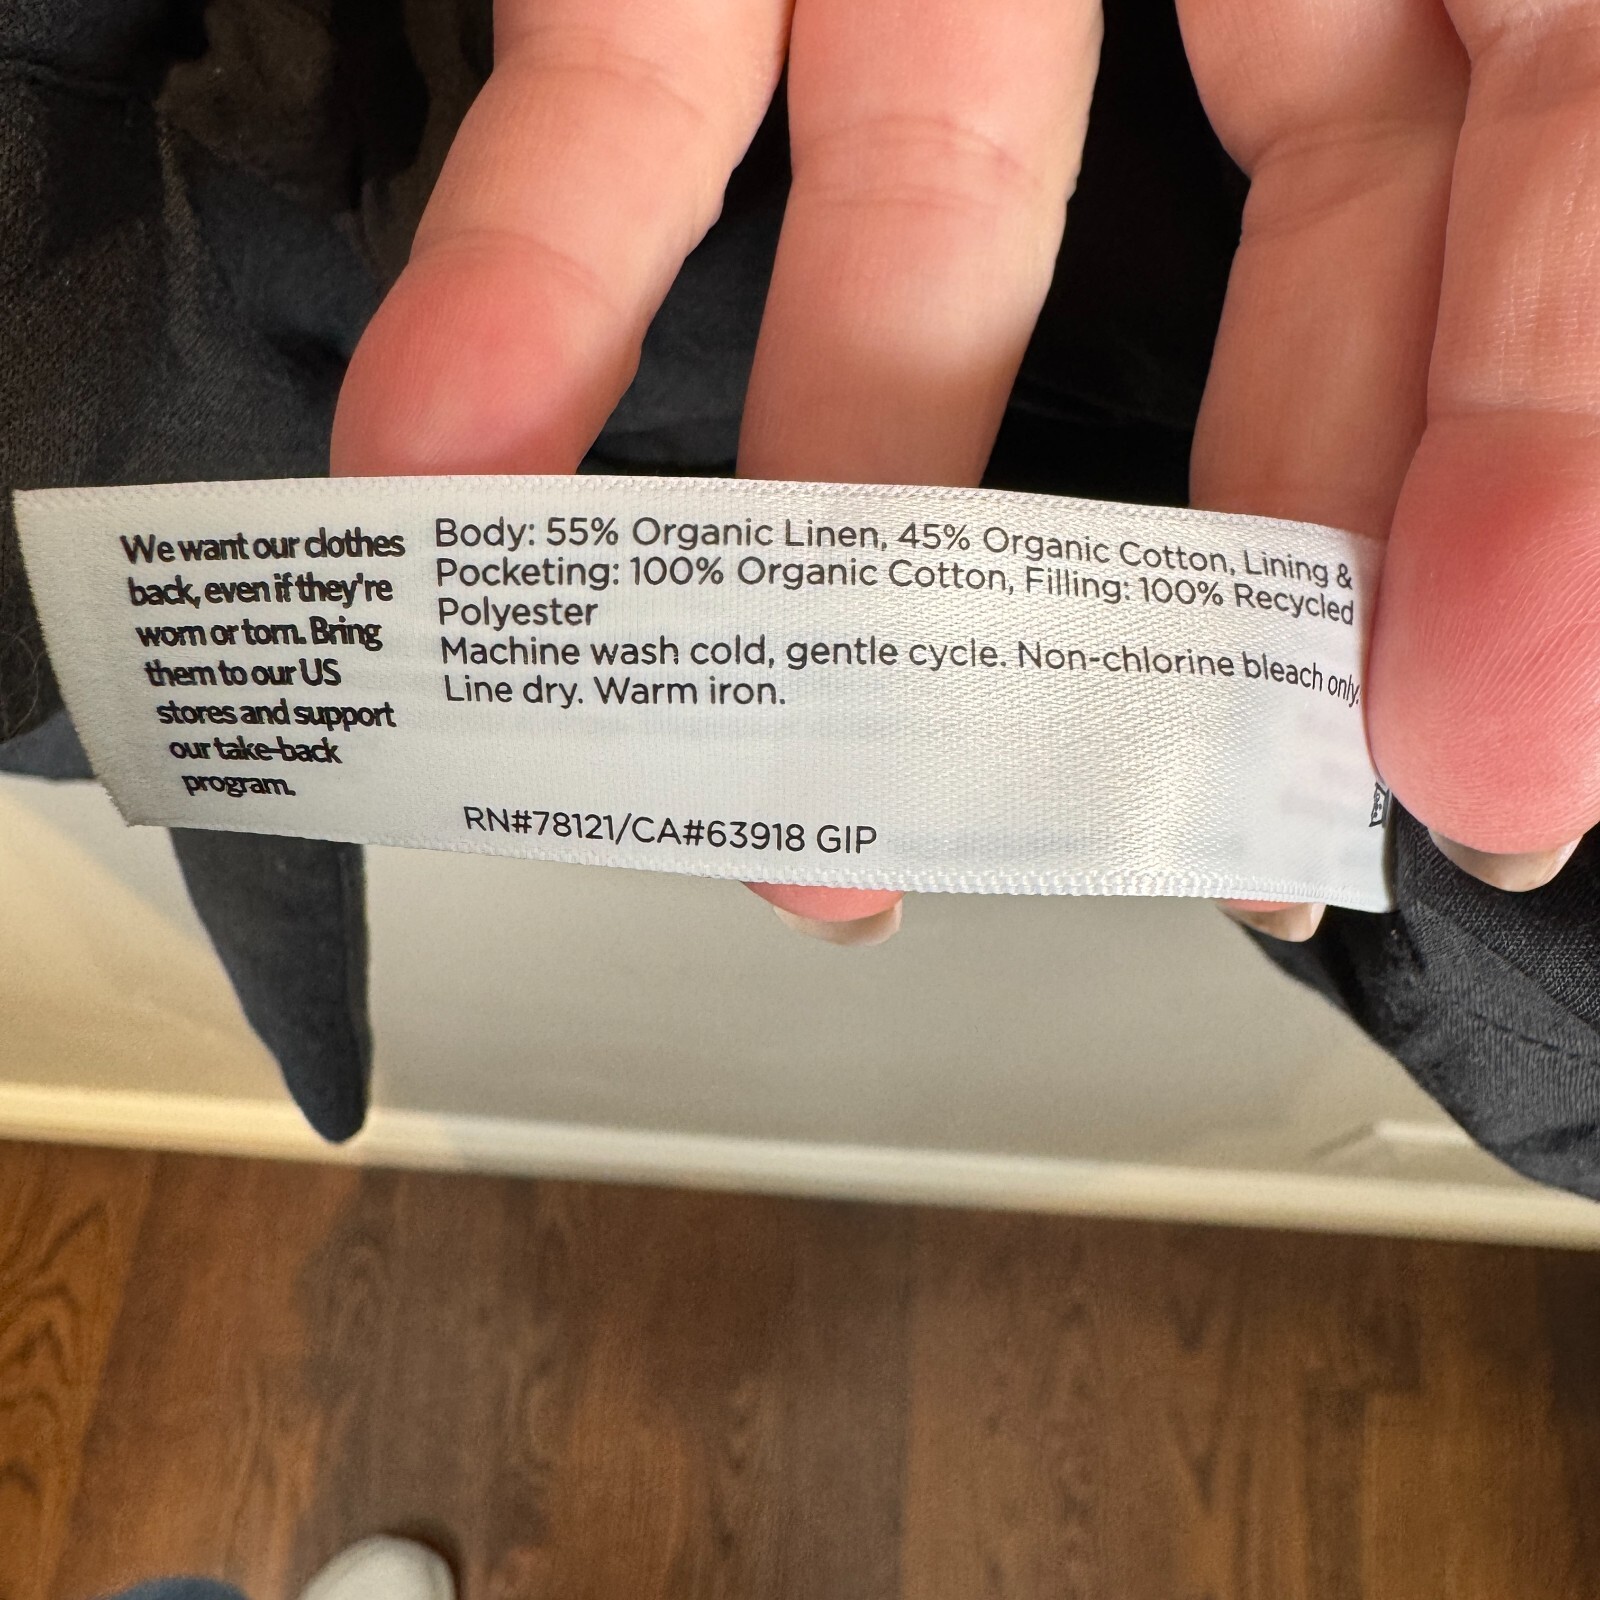 We want our clothes
back, even if they're
worn or torn. Bring
them to our US
stores and support
our take-back
program.
Body: 55% Organic Linen, 45% Organic Cotton, Lining &
Pocketing: 100% Organic Cotton, Filling: 100% Recycled
Polyester
Machine wash cold, gentle cycle. Non-chlorine bleach only.
Line dry. Warm iron.
RN#78121/CA#63918 GIP